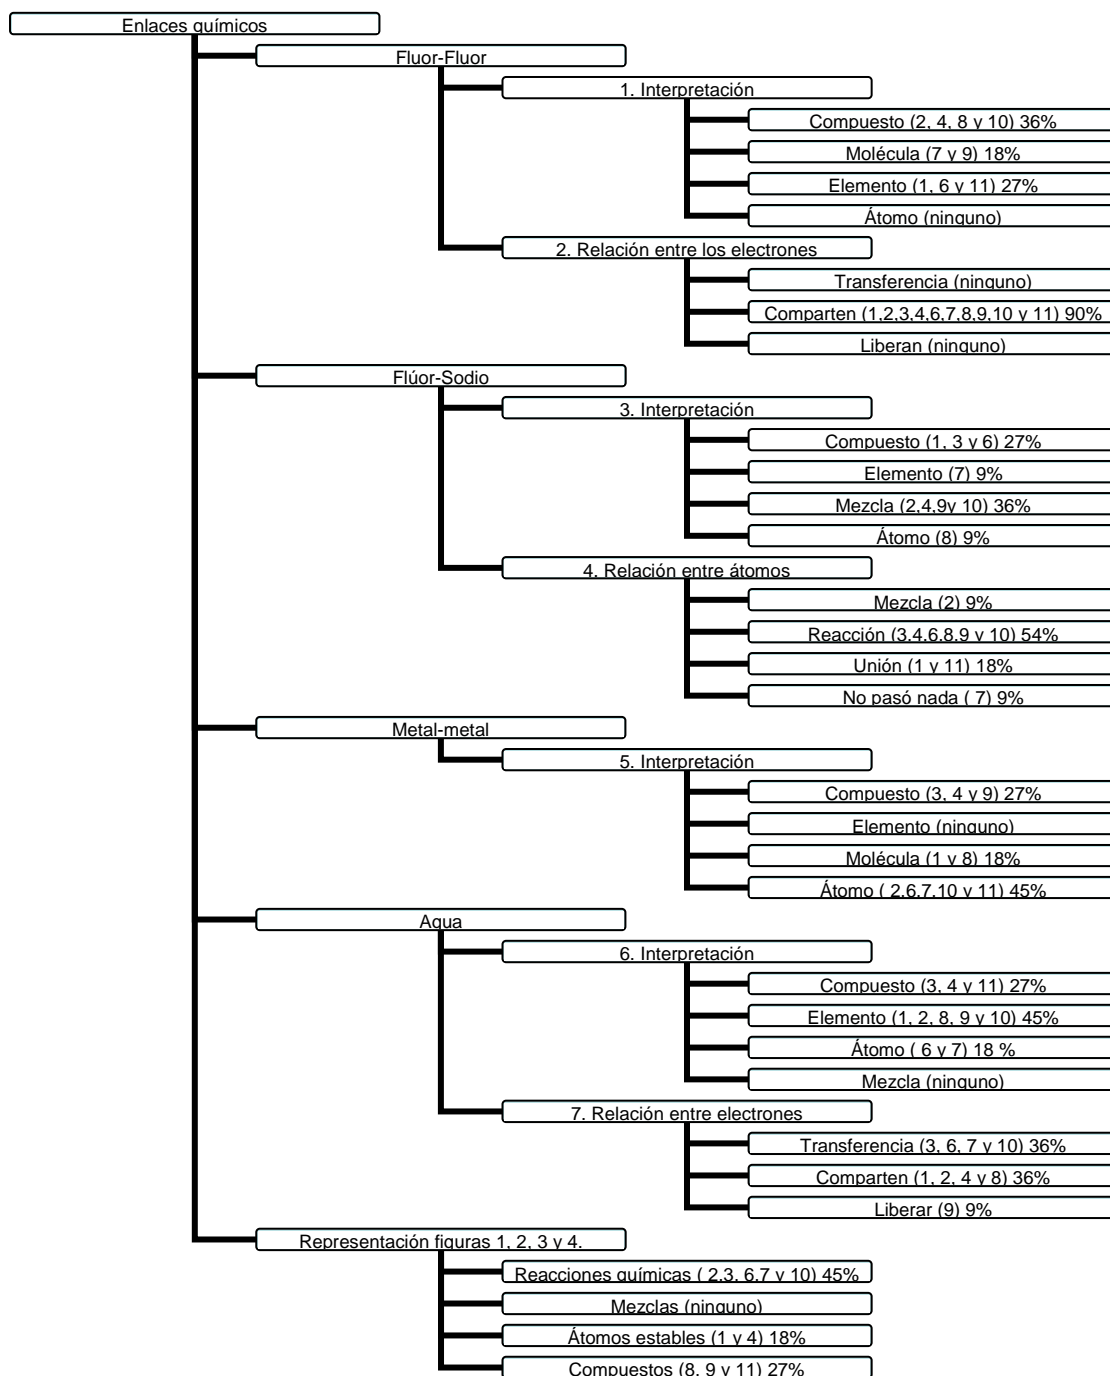 Enlaces químicos
Fluor-Fluor
1. Interpretación
Compuesto (2, 4, 8 y 10) 36%
Molécula (7 y 9) 18%
Elemento (1, 6 y 11) 27%
Átomo (ninguno)
2. Relación entre los electrones
Transferencia (ninguno)
Comparten (1,2,3,4,6,7,8,9,10 y 11) 90%
Liberan (ninguno)
Flúor-Sodio
3. Interpretación
Compuesto (1, 3 y 6) 27%
Elemento (7) 9%
Mezcla (2,4,9y 10) 36%
Átomo (8) 9%
4. Relación entre átomos
Mezcla (2) 9%
Reacción (3,4,6,8,9 y 10) 54%
Unión (1 y 11) 18%
No pasó nada ( 7) 9%
Metal-metal
5. Interpretación
Compuesto (3, 4 y 9) 27%
Elemento (ninguno)
Molécula (1 y 8) 18%
Átomo ( 2,6,7,10 y 11) 45%
Agua
6. Interpretación
Compuesto (3, 4 y 11) 27%
Elemento (1, 2, 8, 9 y 10) 45%
Átomo ( 6 y 7) 18 %
Mezcla (ninguno)
7. Relación entre electrones
Transferencia (3, 6, 7 y 10) 36%
Comparten (1, 2, 4 y 8) 36%
Liberar (9) 9%
Representación figuras 1, 2, 3 y 4.
Reacciones químicas ( 2,3, 6,7 y 10) 45%
Mezclas (ninguno)
Átomos estables (1 y 4) 18%
Compuestos (8, 9 y 11) 27%